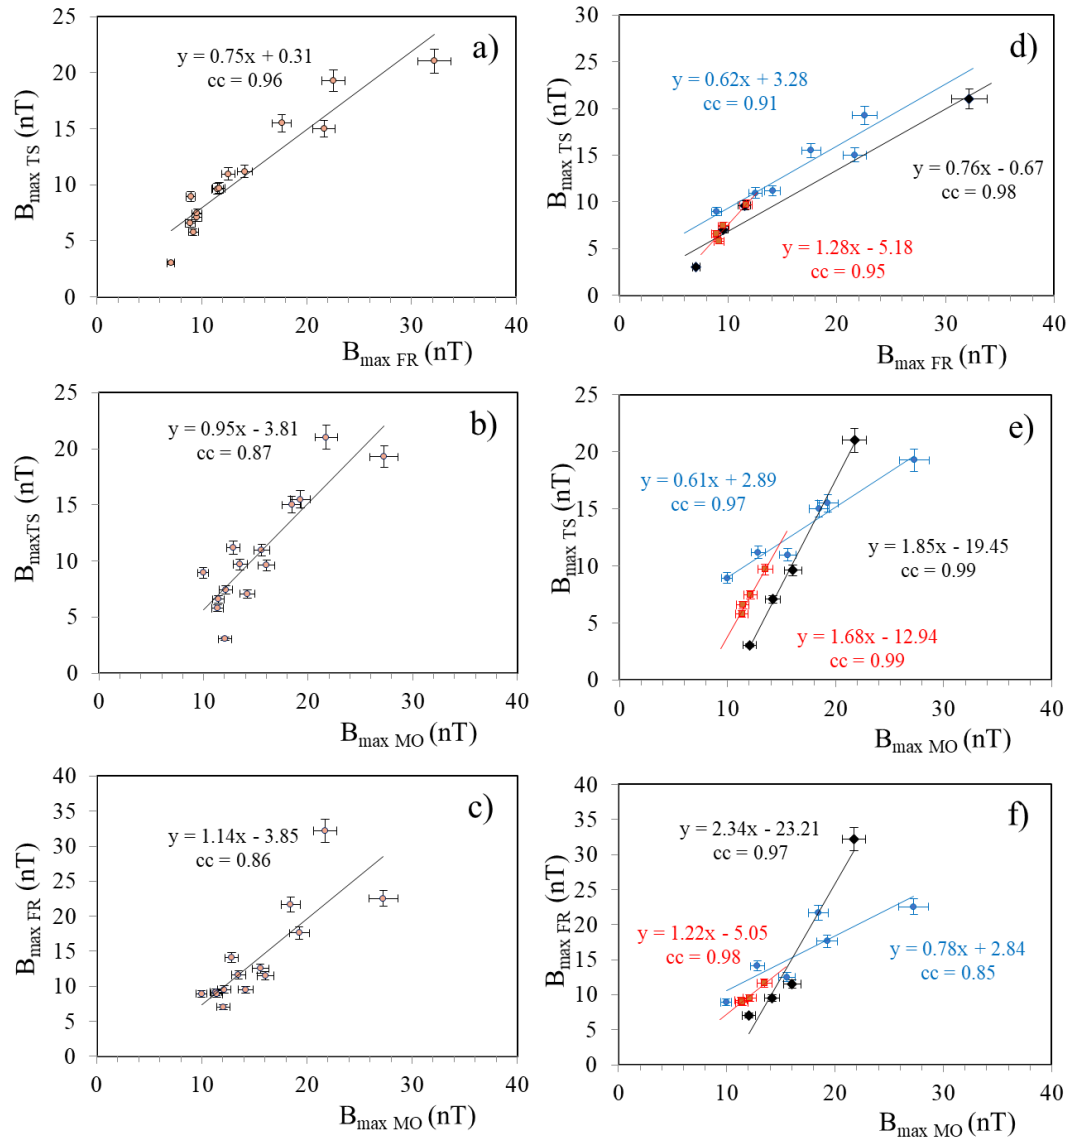 a)
y = 0.75x + 0.31
cc = 0.96
B max TS (nT)
25
20
15
10
5
0
0 10 20 30 40
B max FR (nT)
d)
y = 0.62x + 3.28
cc = 0.91
y = 0.76x - 0.67
cc = 0.98
y = 1.28x - 5.18
cc = 0.95
B max TS (nT)
30
25
20
15
10
5
0
0 10 20 30 40
B max FR (nT)
b)
y = 0.95x - 3.81
cc = 0.87
B maxTS (nT)
25
20
15
10
5
0
0 10 20 30 40
B max MO (nT)
e)
y = 0.61x + 2.89
cc = 0.97
y = 1.85x - 19.45
cc = 0.99
y = 1.68x - 12.94
cc = 0.99
B max TS (nT)
25
20
15
10
5
0
0 10 20 30 40
B max MO (nT)
c)
y = 1.14x - 3.85
cc = 0.86
B max FR (nT)
40
35
30
25
20
15
10
5
0
0 10 20 30 40
B max MO (nT)
f)
y = 2.34x - 23.21
cc = 0.97
y = 1.22x - 5.05
cc = 0.98
y = 0.78x + 2.84
cc = 0.85
B max FR (nT)
40
35
30
25
20
15
10
5
0
0 10 20 30 40
B max MO (nT)